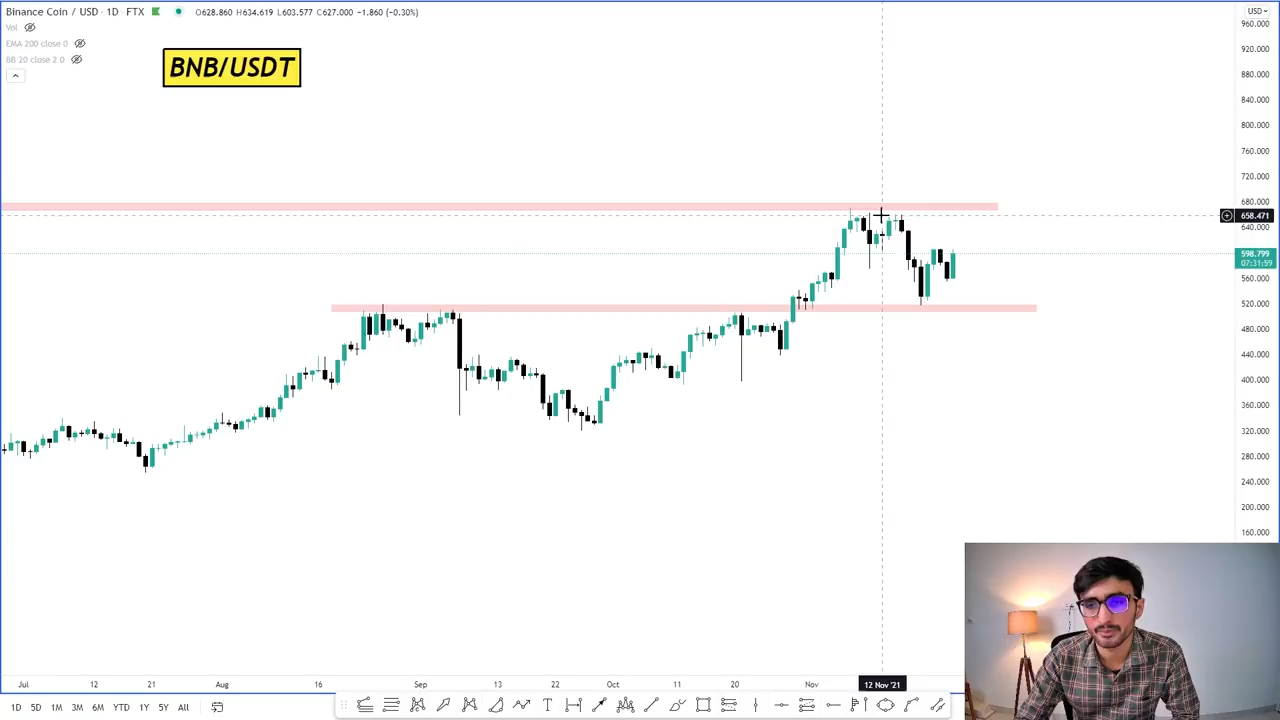 Binance Coin / USD · 1D · FTX O628.860 H634.619 L603.577 C627.000 −1.860 (−0.30%)
Vol
EMA 200 close 0
BB 20 close 2 0
BNB/USDT
USD
960.000
920.000
880.000
840.000
800.000
760.000
720.000
680.000
658.471
640.000
598.799
07:31:59
560.000
520.000
480.000
440.000
400.000
360.000
320.000
280.000
240.000
200.000
160.000
Jul 12 21 Aug 16 Sep 13 22 Oct 11 20 Nov 12 Nov '21
1D 5D 1M 3M 6M YTD 1Y 5Y All